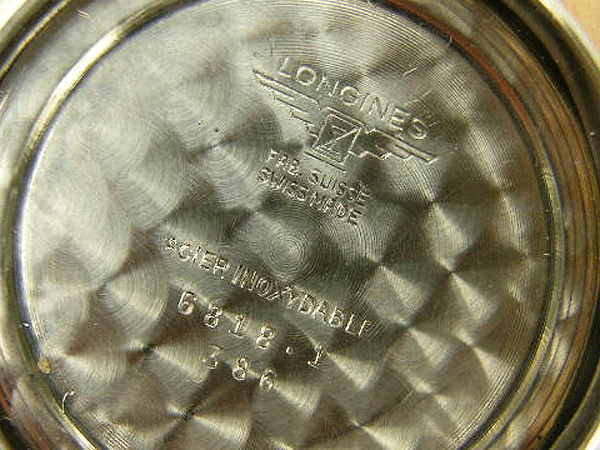 LONGINES
FAB. SUISSE
SWISS MADE
ACIER INOXYDABLE
6818.1
386